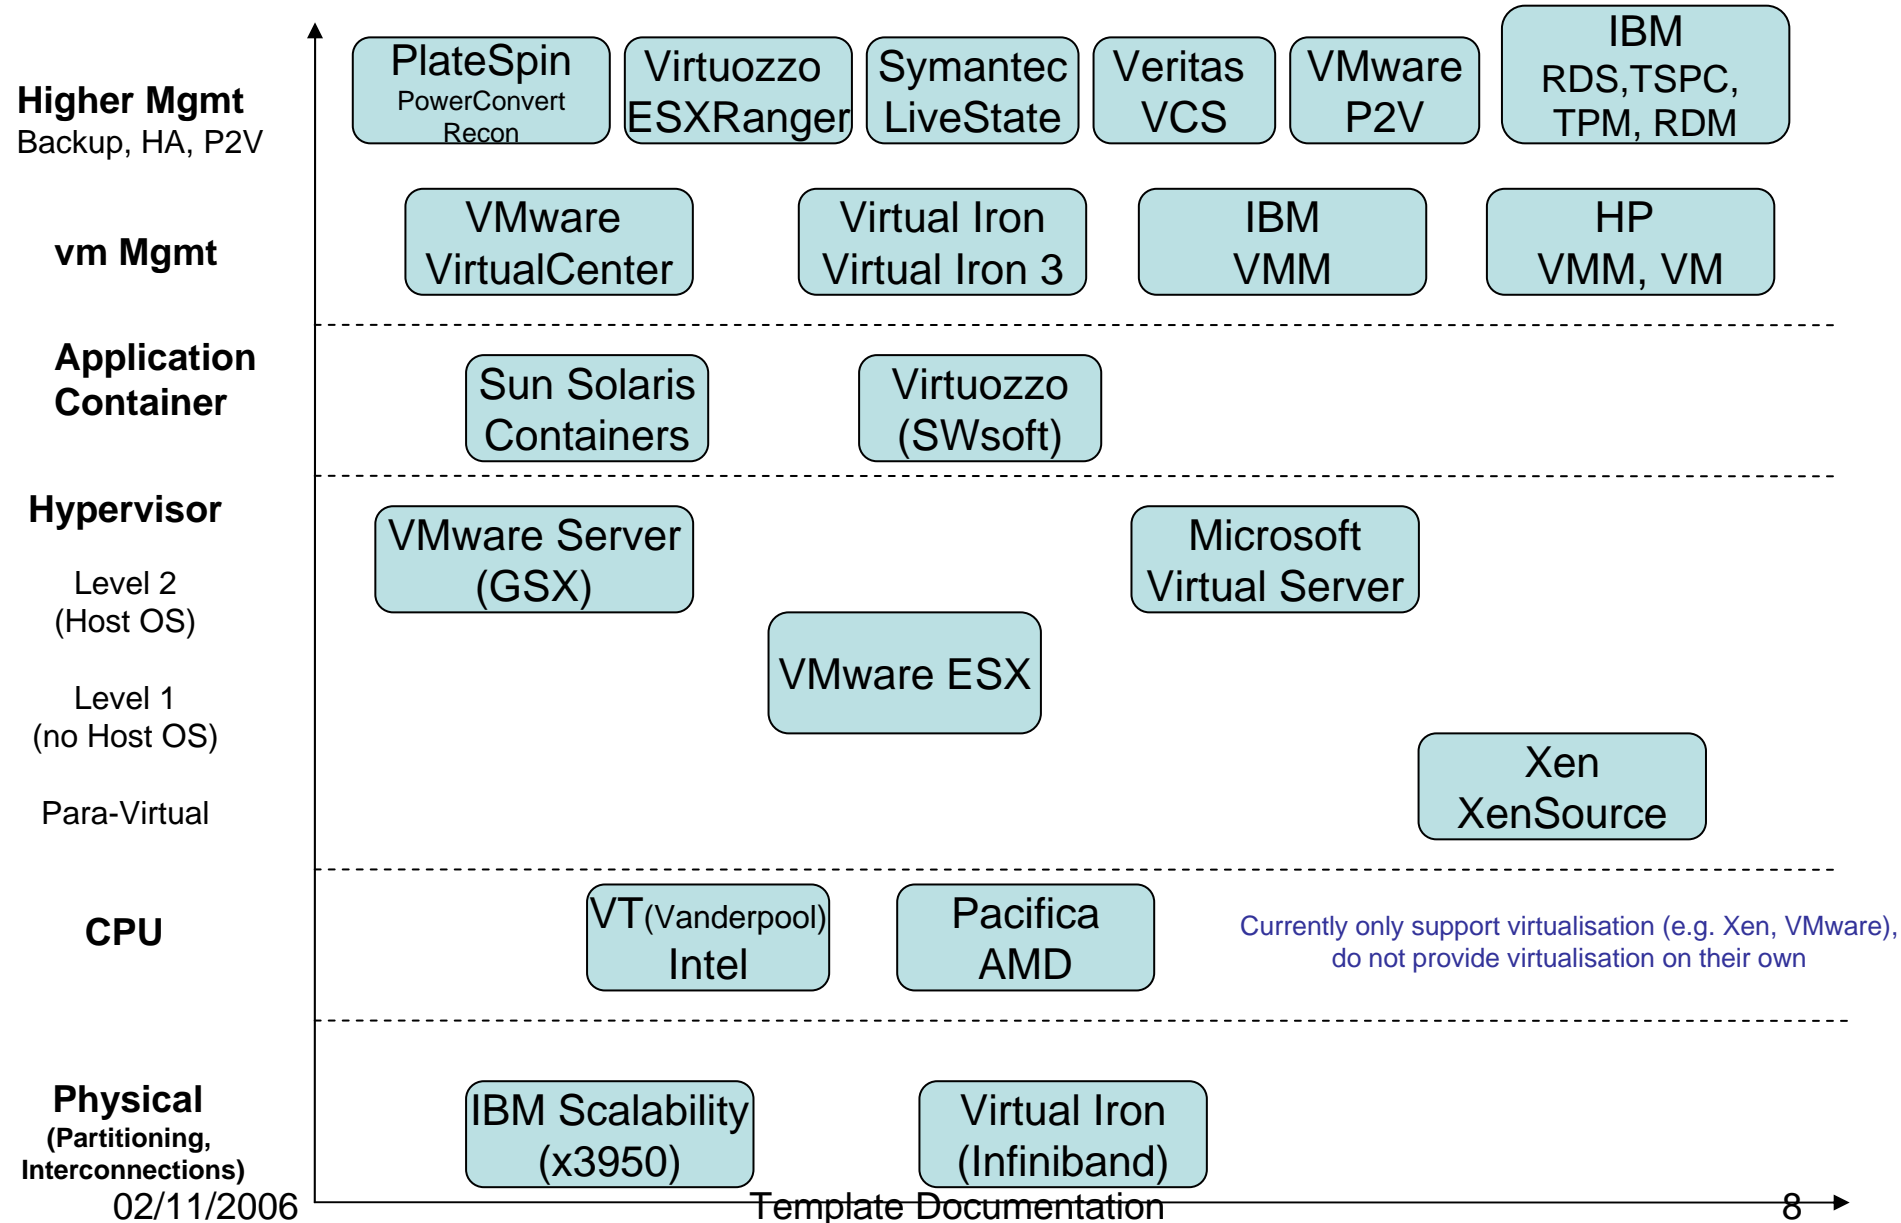 Higher Mgmt
Backup, HA, P2V
PlateSpin
PowerConvert
Recon
Virtuozzo
ESXRanger
Symantec
LiveState
Veritas
VCS
VMware
P2V
IBM
RDS,TSPC,
TPM, RDM
vm Mgmt
VMware
VirtualCenter
Virtual Iron
Virtual Iron 3
IBM
VMM
HP
VMM, VM
Application
Container
Sun Solaris
Containers
Virtuozzo
(SWsoft)
Hypervisor
Level 2
(Host OS)
Level 1
(no Host OS)
Para-Virtual
VMware Server
(GSX)
Microsoft
Virtual Server
VMware ESX
Xen
XenSource
CPU
VT(Vanderpool)
Intel
Pacifica
AMD
Currently only support virtualisation (e.g. Xen, VMware),
do not provide virtualisation on their own
Physical
(Partitioning,
Interconnections)
IBM Scalability
(x3950)
Virtual Iron
(Infiniband)
02/11/2006
Template Documentation
8